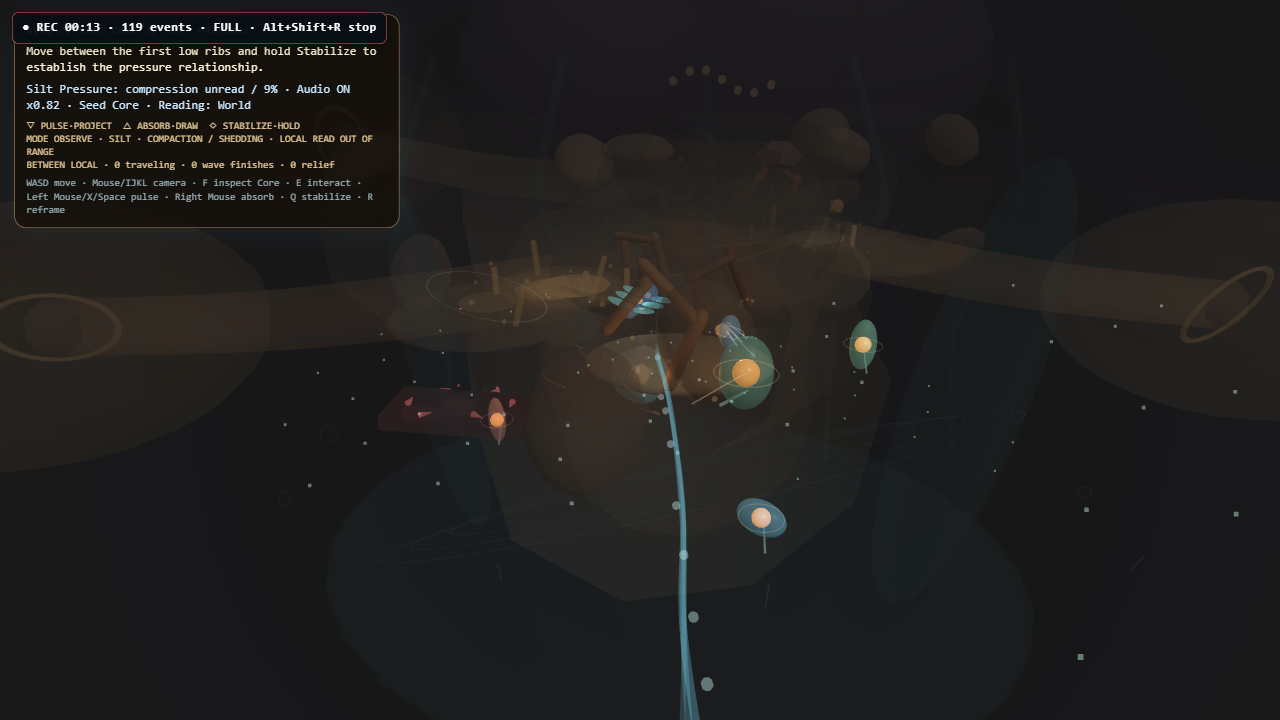 ● REC 00:13 · 119 events · FULL · Alt+Shift+R stop
Move between the first low ribs and hold Stabilize to
establish the pressure relationship.
Silt Pressure: compression unread / 9% · Audio ON
x0.82 · Seed Core · Reading: World
▽ PULSE·PROJECT △ ABSORB·DRAW ◇ STABILIZE·HOLD
MODE OBSERVE · SILT · COMPACTION / SHEDDING · LOCAL READ OUT OF
RANGE
BETWEEN LOCAL · 0 traveling · 0 wave finishes · 0 relief
WASD move · Mouse/IJKL camera · F inspect Core · E interact ·
Left Mouse/X/Space pulse · Right Mouse absorb · Q stabilize · R
reframe